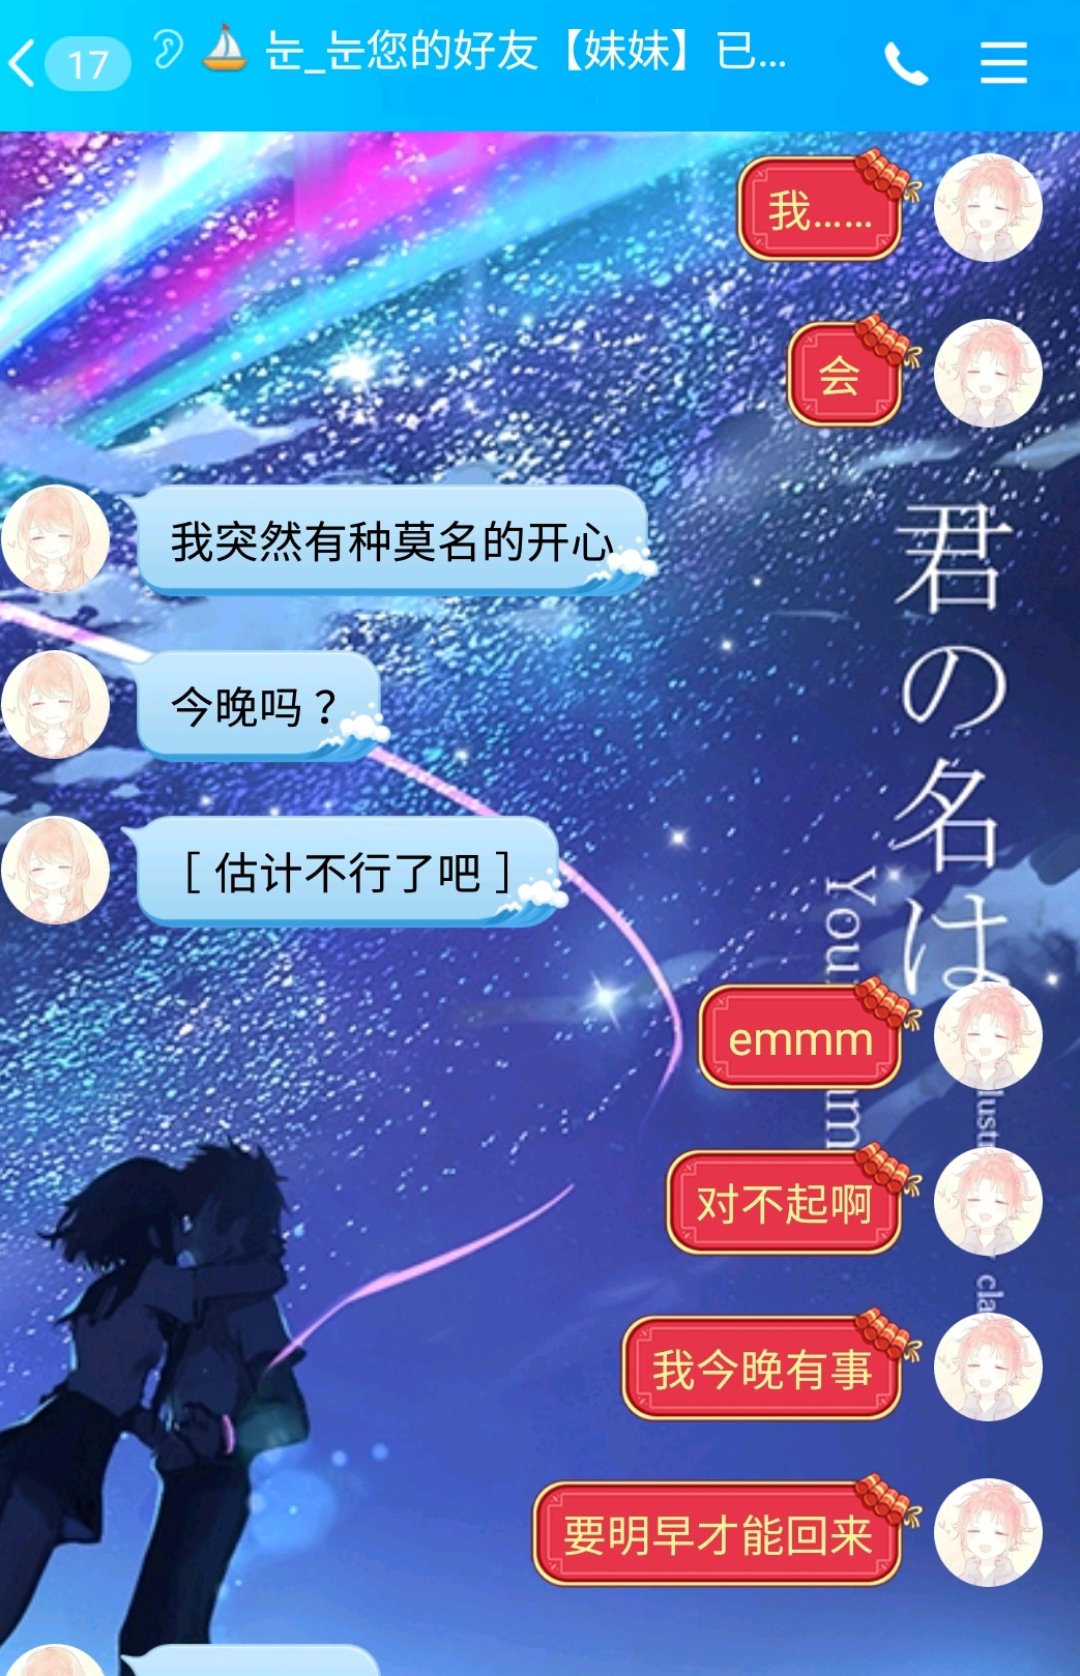 17 눈_눈您的好友【妹妹】已...
我......
会
我突然有种莫名的开心
今晚吗？
［估计不行了吧］
君の名は
You
emmm
对不起啊
我今晚有事
要明早才能回来